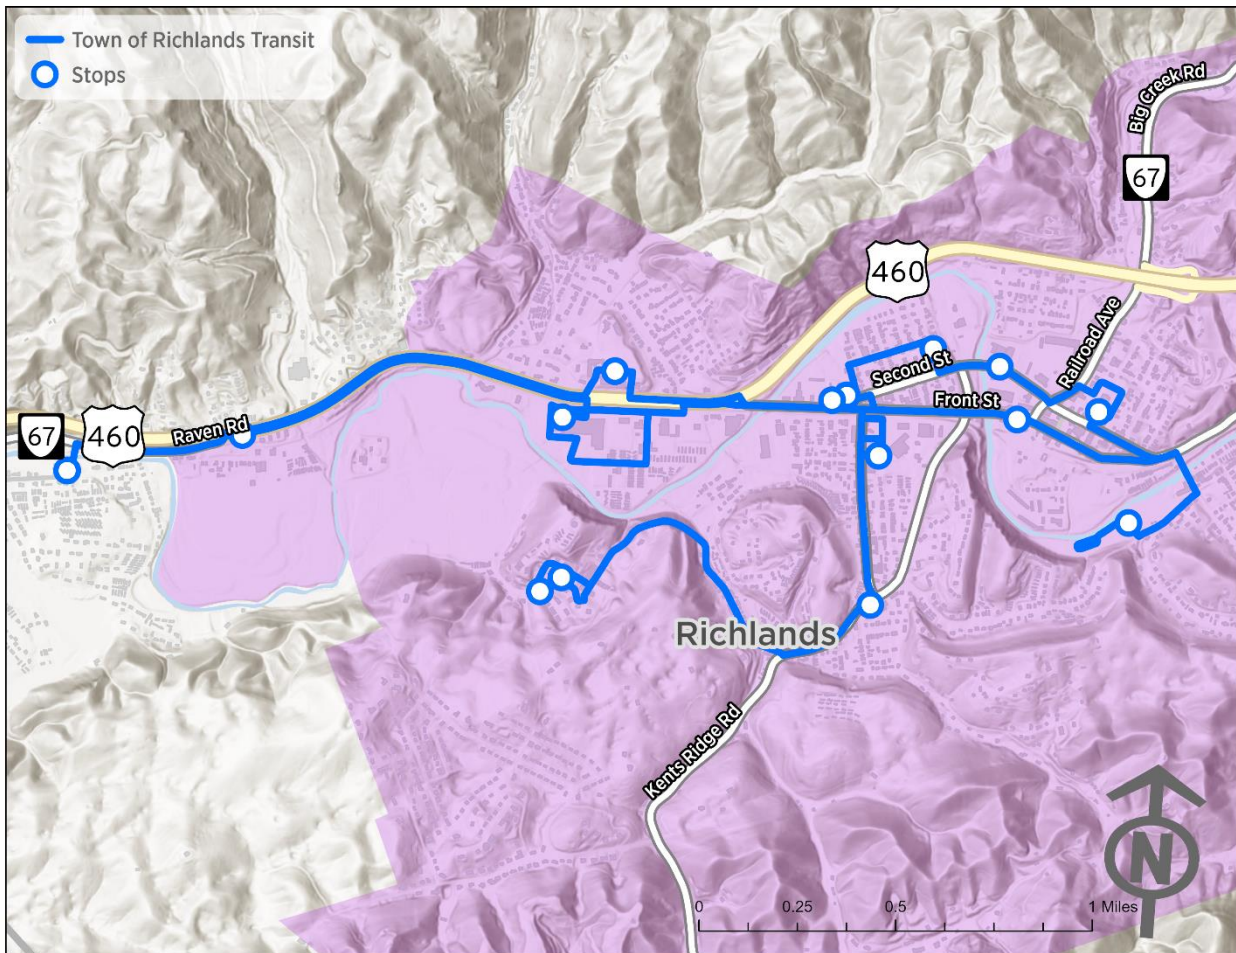 Town of Richlands Transit
Stops
Big Creek Rd
67
460
Railroad Ave
Second St
Front St
67
460
Raven Rd
Richlands
Kents Ridge Rd
N
0 0.25 0.5 1 Miles